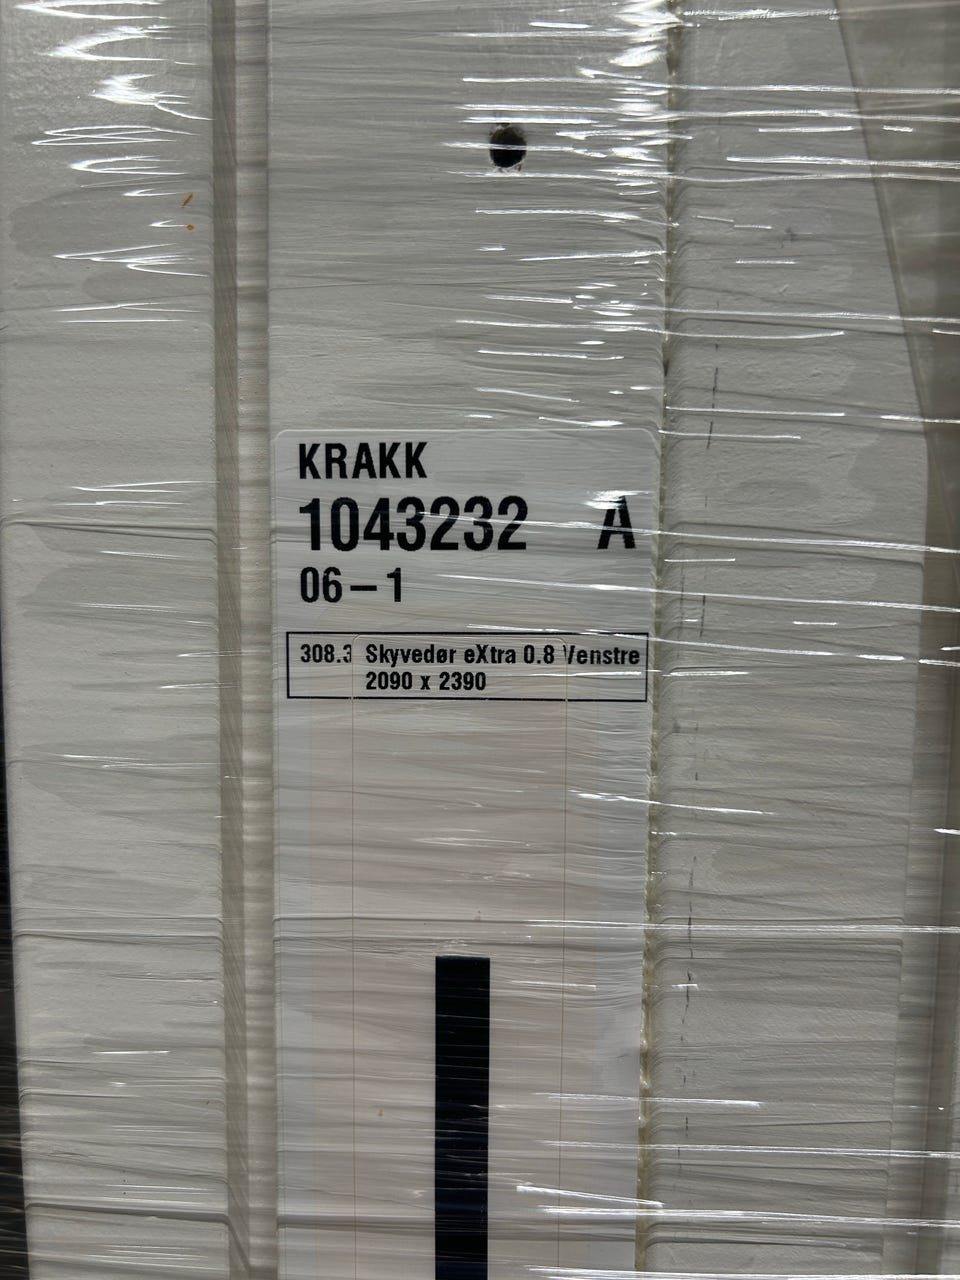 KRAKK
1043232 A
06-1
308.3 Skyvedør eXtra 0.8 Venstre
2090 x 2390